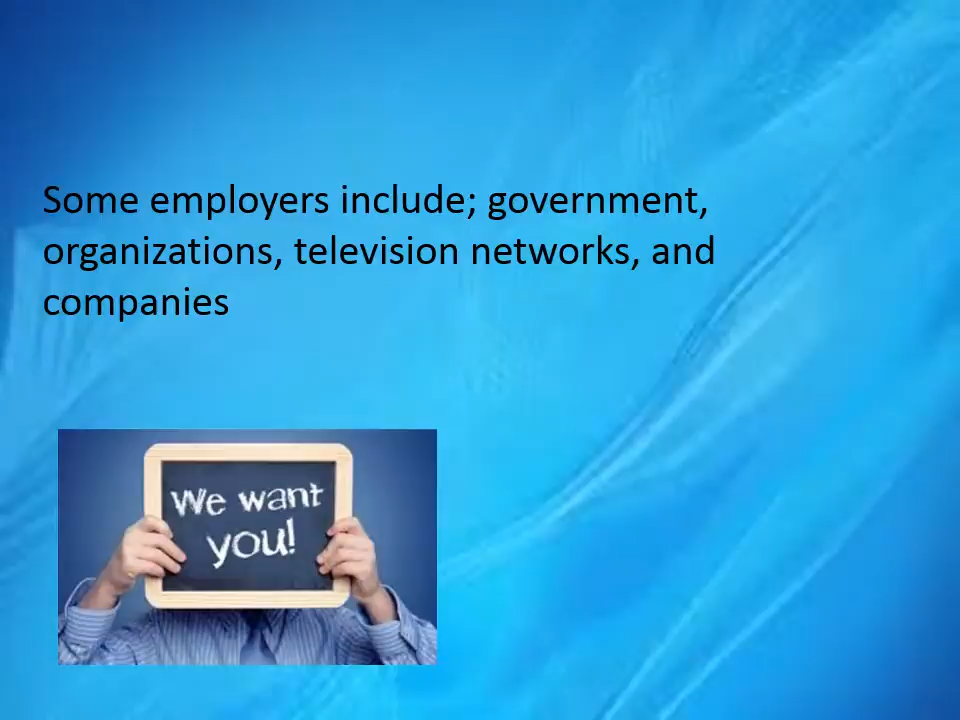 Some employers include; government,
organizations, television networks, and
companies
We want
you!